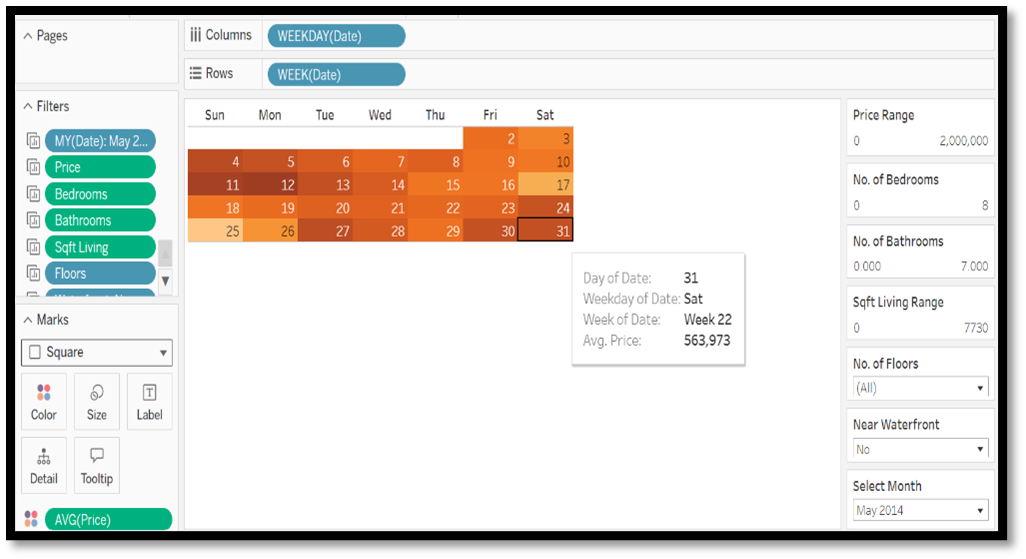 Pages
Columns
WEEKDAY(Date)
Rows
WEEK(Date)
Filters
MY(Date): May 2...
Price
Bedrooms
Bathrooms
Sqft Living
Floors
Marks
Square
Color
Size
Label
Detail
Tooltip
AVG(Price)
Sun Mon Tue Wed Thu Fri Sat
2 3
4 5 6 7 8 9 10
11 12 13 14 15 16 17
18 19 20 21 22 23 24
25 26 27 28 29 30 31
Day of Date: 31
Weekday of Date: Sat
Week of Date: Week 22
Avg. Price: 563,973
Price Range
0 2,000,000
No. of Bedrooms
0 8
No. of Bathrooms
0.000 7.000
Sqft Living Range
0 7730
No. of Floors
(All)
Near Waterfront
No
Select Month
May 2014